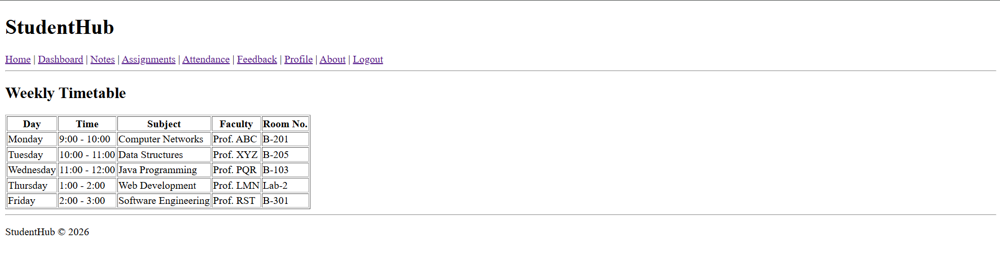 StudentHub
Home | Dashboard | Notes | Assignments | Attendance | Feedback | Profile | About | Logout
Weekly Timetable
Day Time Subject Faculty Room No.
Monday 9:00 - 10:00 Computer Networks Prof. ABC B-201
Tuesday 10:00 - 11:00 Data Structures Prof. XYZ B-205
Wednesday 11:00 - 12:00 Java Programming Prof. PQR B-103
Thursday 1:00 - 2:00 Web Development Prof. LMN Lab-2
Friday 2:00 - 3:00 Software Engineering Prof. RST B-301
StudentHub © 2026